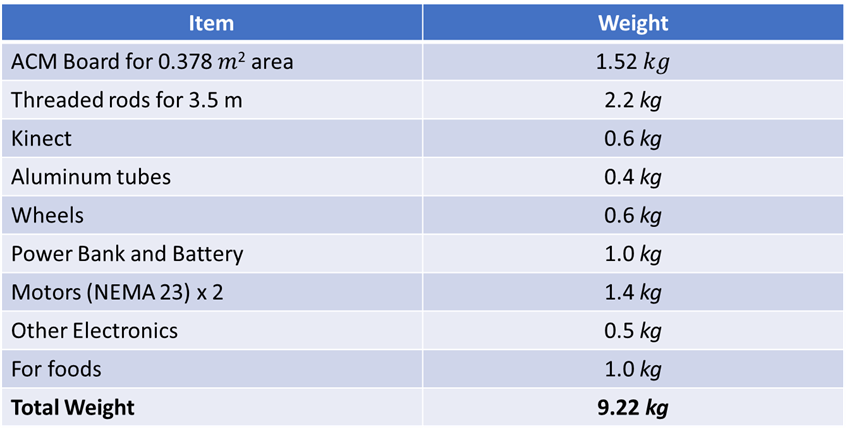 Item Weight
ACM Board for 0.378 m² area 1.52 kg
Threaded rods for 3.5 m 2.2 kg
Kinect 0.6 kg
Aluminum tubes 0.4 kg
Wheels 0.6 kg
Power Bank and Battery 1.0 kg
Motors (NEMA 23) x 2 1.4 kg
Other Electronics 0.5 kg
For foods 1.0 kg
Total Weight 9.22 kg